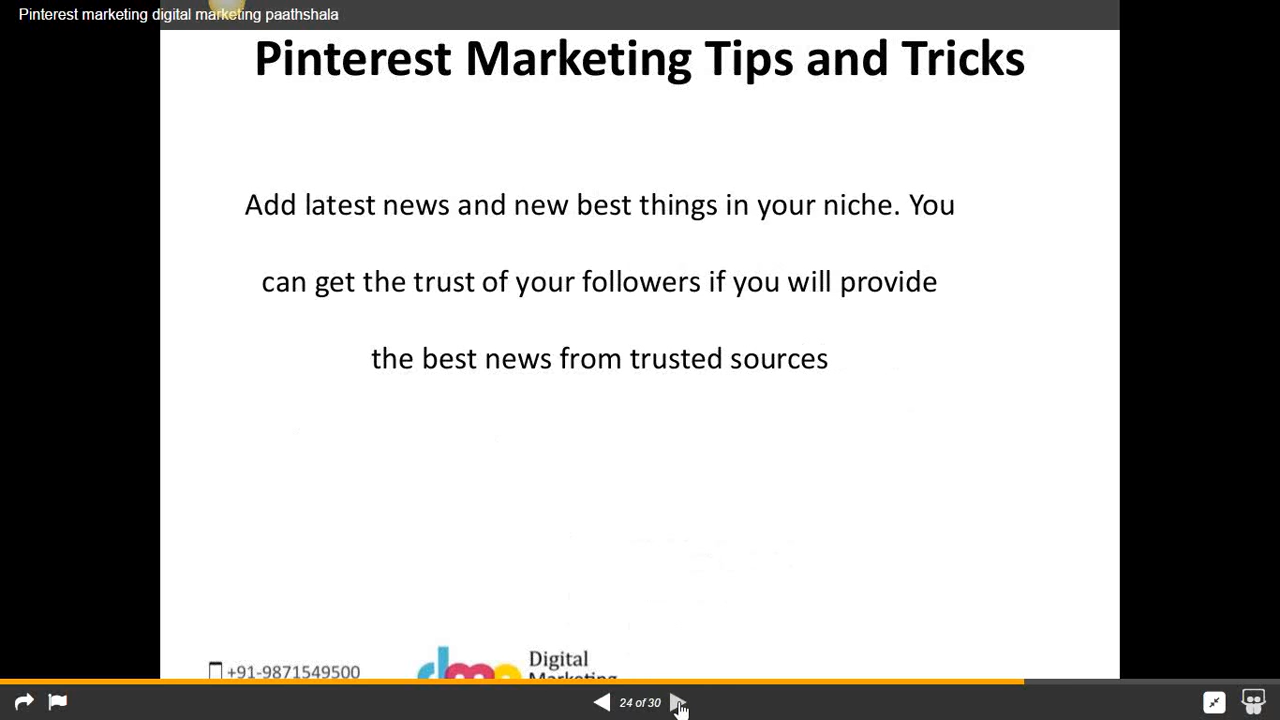 Pinterest marketing digital marketing paathshala
Pinterest Marketing Tips and Tricks
Add latest news and new best things in your niche. You
can get the trust of your followers if you will provide
the best news from trusted sources
+91-9871549500
Digital
Marketing
24 of 30